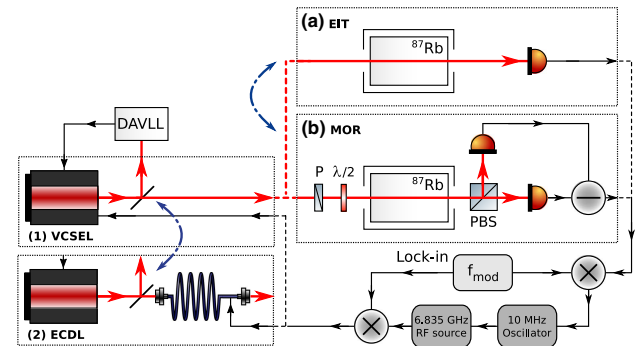 (a) EIT
⁸⁷Rb
DAVLL
(b) MOR
P
λ/2
⁸⁷Rb
PBS
(1) VCSEL
(2) ECDL
Lock-in
f_mod
6.835 GHz
RF source
10 MHz
Oscillator